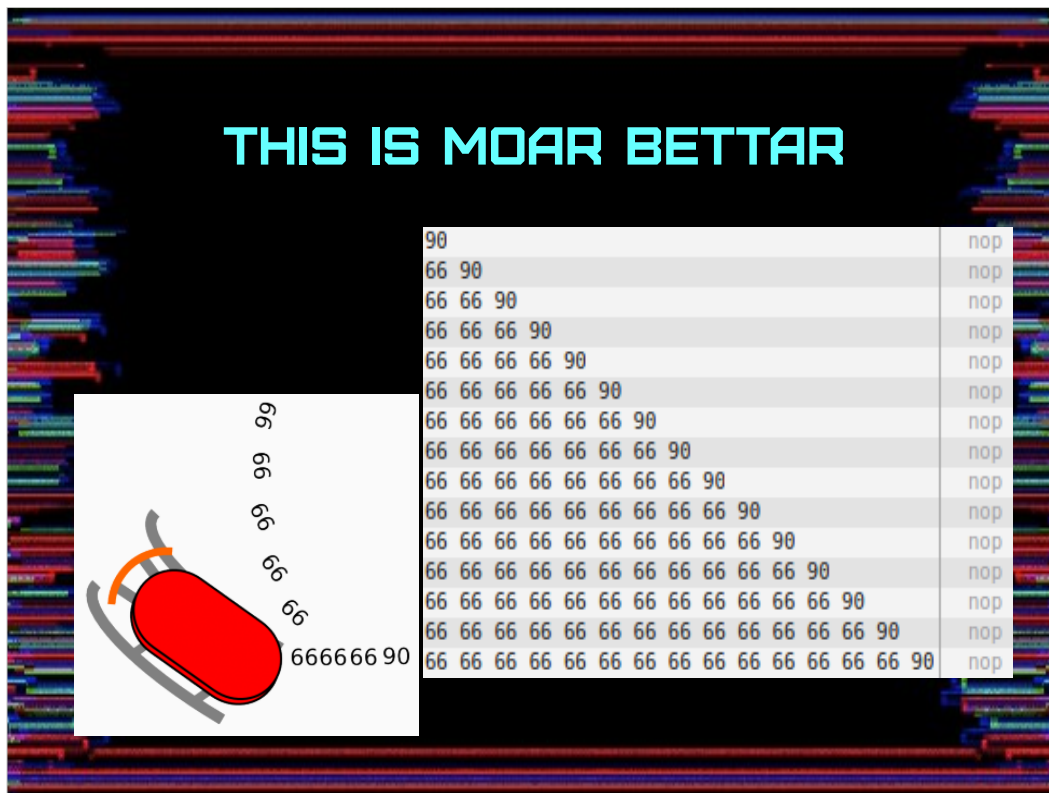 THIS IS MOAR BETTAR
90 nop
66 90 nop
66 66 90 nop
66 66 66 90 nop
66 66 66 66 90 nop
66 66 66 66 66 90 nop
66 66 66 66 66 66 90 nop
66 66 66 66 66 66 66 90 nop
66 66 66 66 66 66 66 66 90 nop
66 66 66 66 66 66 66 66 66 90 nop
66 66 66 66 66 66 66 66 66 66 90 nop
66 66 66 66 66 66 66 66 66 66 66 90 nop
66 66 66 66 66 66 66 66 66 66 66 66 90 nop
66 66 66 66 66 66 66 66 66 66 66 66 66 90 nop
66 66 66 66 66 66 66 66 66 66 66 66 66 66 90 nop
66
66
66
66
66
666666 90